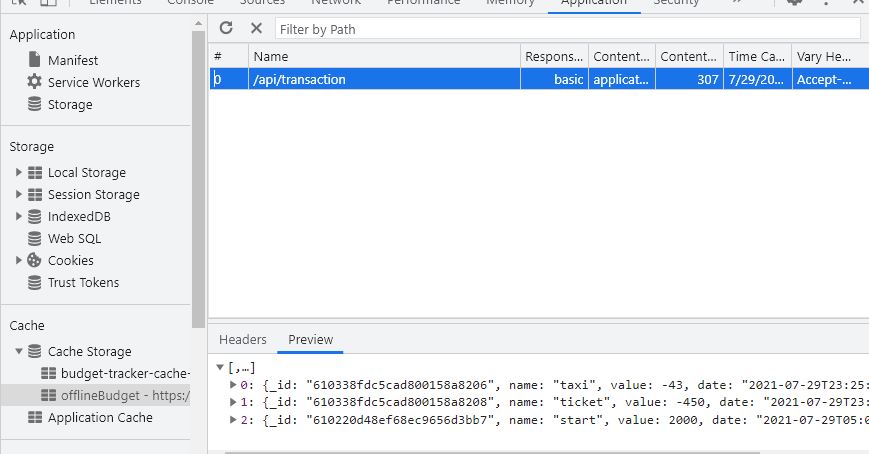 Elements Console Sources Network Performance Memory Application Security
Application
Manifest
Service Workers
Storage
Storage
Local Storage
Session Storage
IndexedDB
Web SQL
Cookies
Trust Tokens
Cache
Cache Storage
budget-tracker-cache-
offlineBudget - https:/
Application Cache
Filter by Path
# Name Respons... Content... Content... Time Ca... Vary He...
0 /api/transaction basic applicat... 307 7/29/20... Accept-...
Headers Preview
[,…]
0: {_id: "610338fdc5cad800158a8206", name: "taxi", value: -43, date: "2021-07-29T23:25:
1: {_id: "610338fdc5cad800158a8208", name: "ticket", value: -450, date: "2021-07-29T23:
2: {_id: "610220d48ef68ec9656d3bb7", name: "start", value: 2000, date: "2021-07-29T05:0